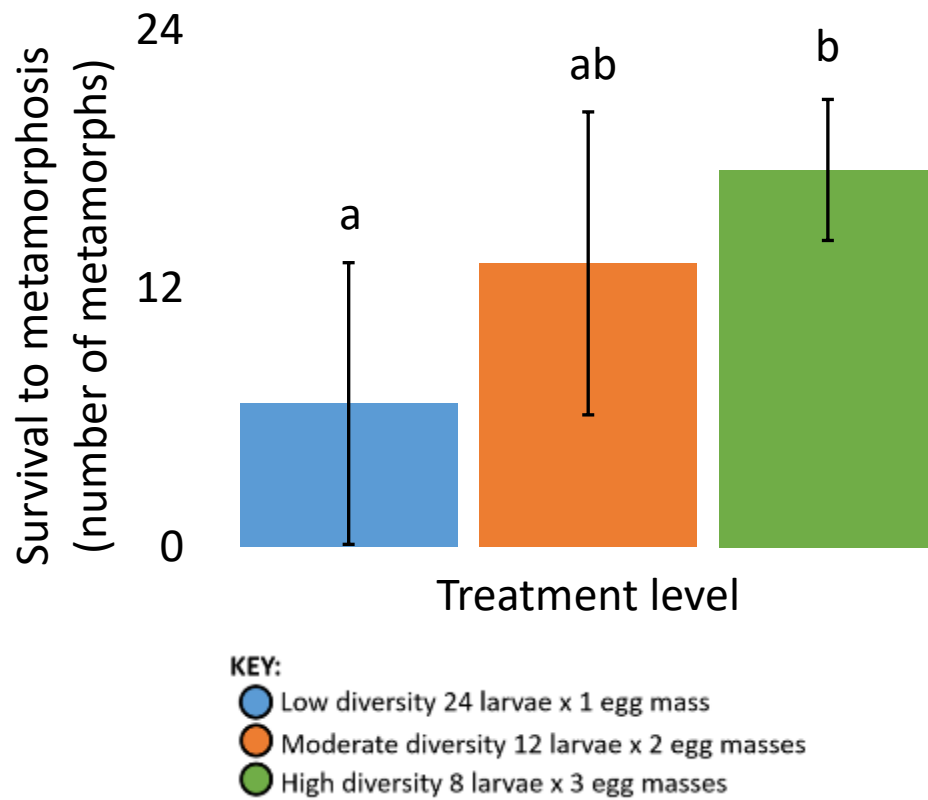 Survival to metamorphosis
(number of metamorphs)
24
12
0
a
ab
b
Treatment level
KEY:
Low diversity 24 larvae x 1 egg mass
Moderate diversity 12 larvae x 2 egg masses
High diversity 8 larvae x 3 egg masses